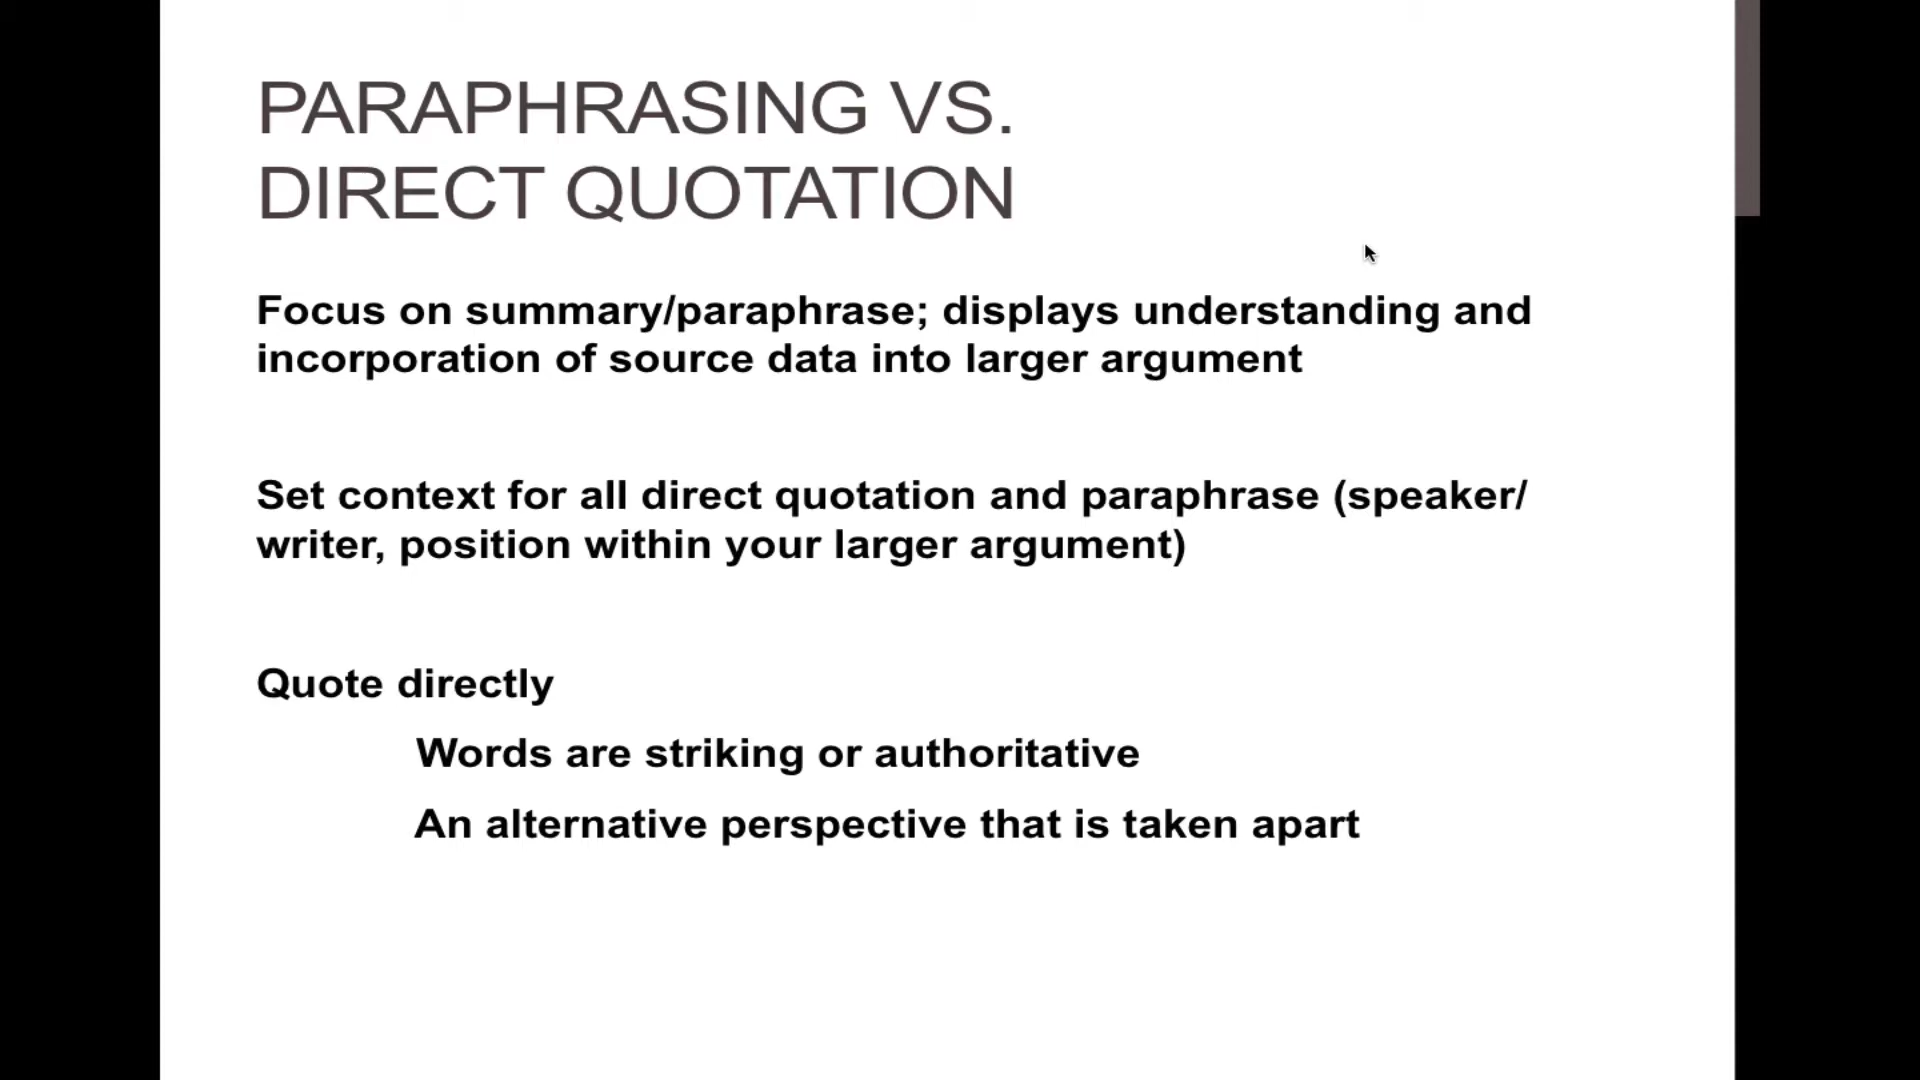 PARAPHRASING VS.
DIRECT QUOTATION
Focus on summary/paraphrase; displays understanding and
incorporation of source data into larger argument
Set context for all direct quotation and paraphrase (speaker/
writer, position within your larger argument)
Quote directly
Words are striking or authoritative
An alternative perspective that is taken apart